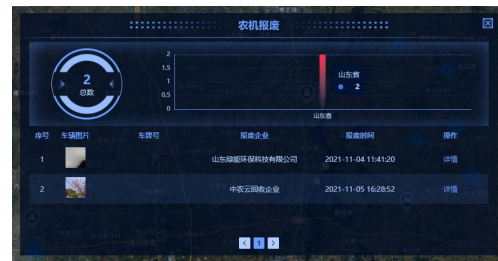 农机报废
2
总数
2
1.5
1
0.5
0
山东省
山东省
2
序号 车辆图片 车牌号 报废企业 报废时间 操作
1 山东绿能环保科技有限公司 2021-11-04 11:41:20 详情
2 中农云回收企业 2021-11-05 16:28:52 详情
< 1 >